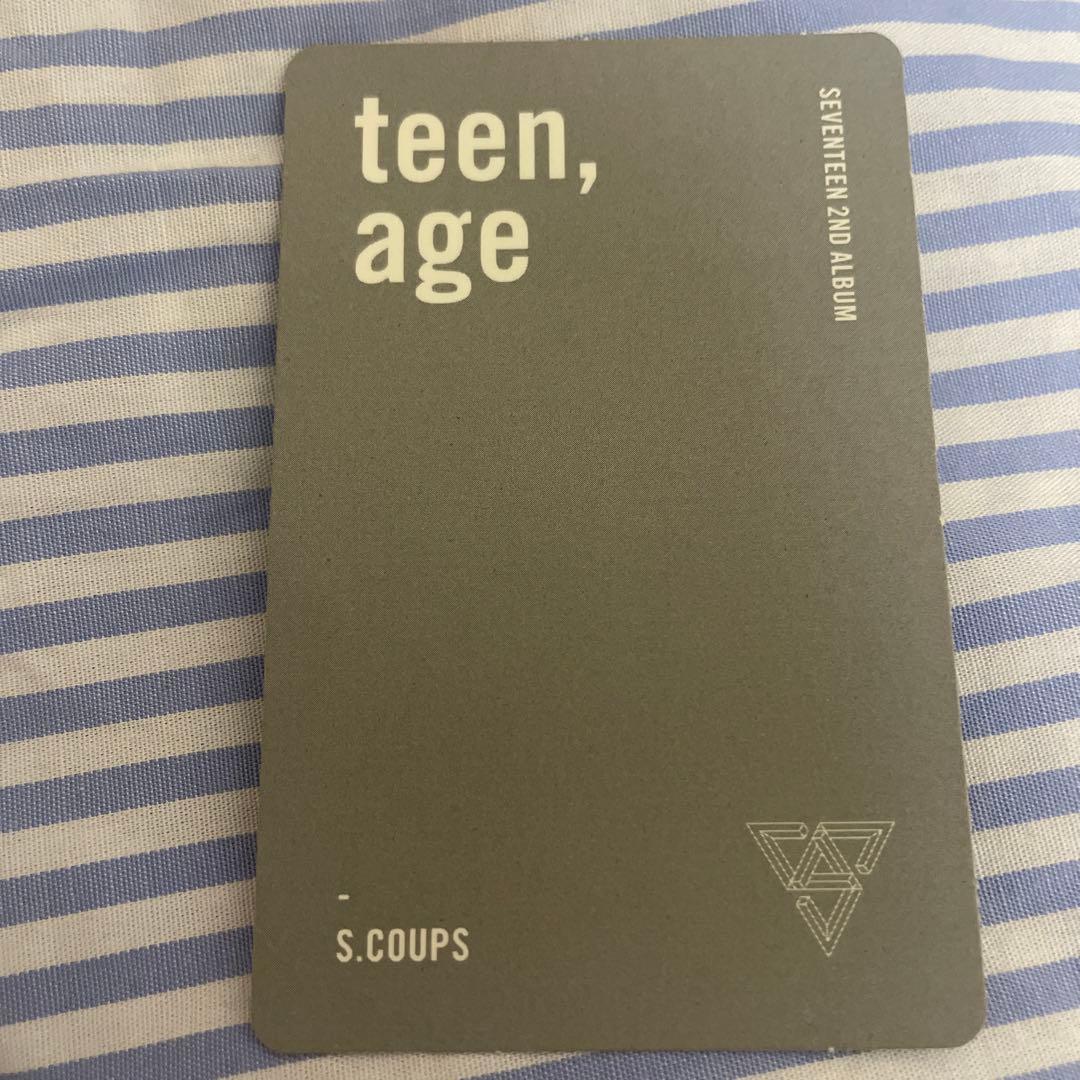 teen,
age
SEVENTEEN 2ND ALBUM
-
S.COUPS